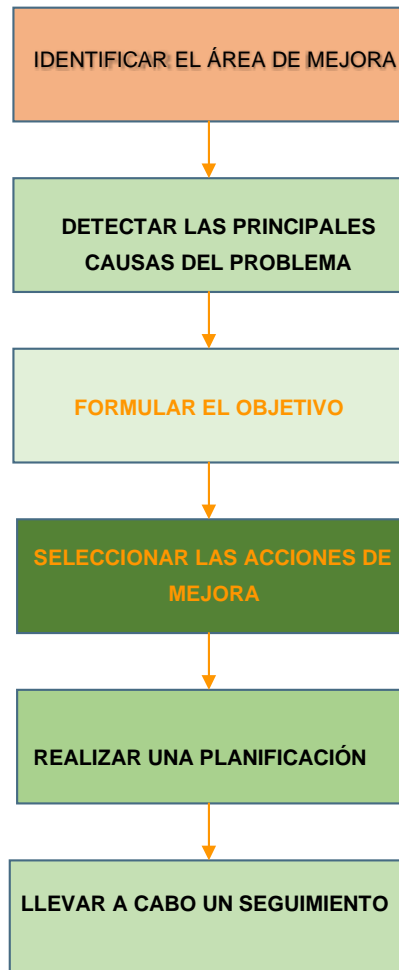 IDENTIFICAR EL ÁREA DE MEJORA
DETECTAR LAS PRINCIPALES
CAUSAS DEL PROBLEMA
FORMULAR EL OBJETIVO
SELECCIONAR LAS ACCIONES DE
MEJORA
REALIZAR UNA PLANIFICACIÓN
LLEVAR A CABO UN SEGUIMIENTO